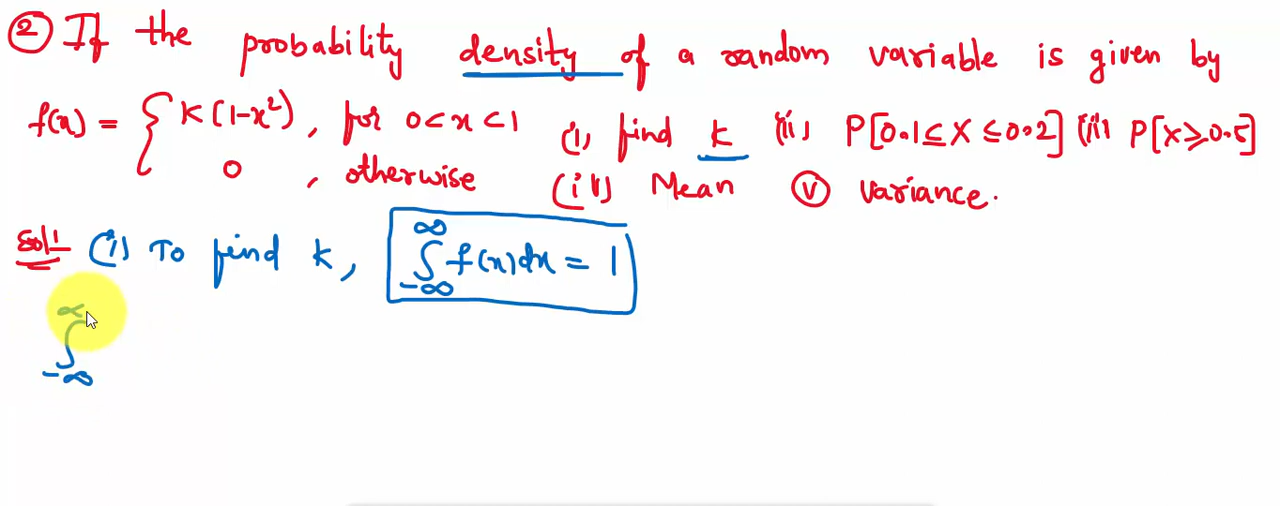 ② If the probability density of a random variable is given by
f(x) = { K(1-x²), for 0<x<1 (i) find k (ii) P[0.1≤X≤0.2] (iii) P[X≥0.5]
0, otherwise (iv) Mean ⓥ variance.
Sol: (i) To find k, ∫_{-∞}^{∞} f(x)dx = 1
∫_{-∞}^{∞}